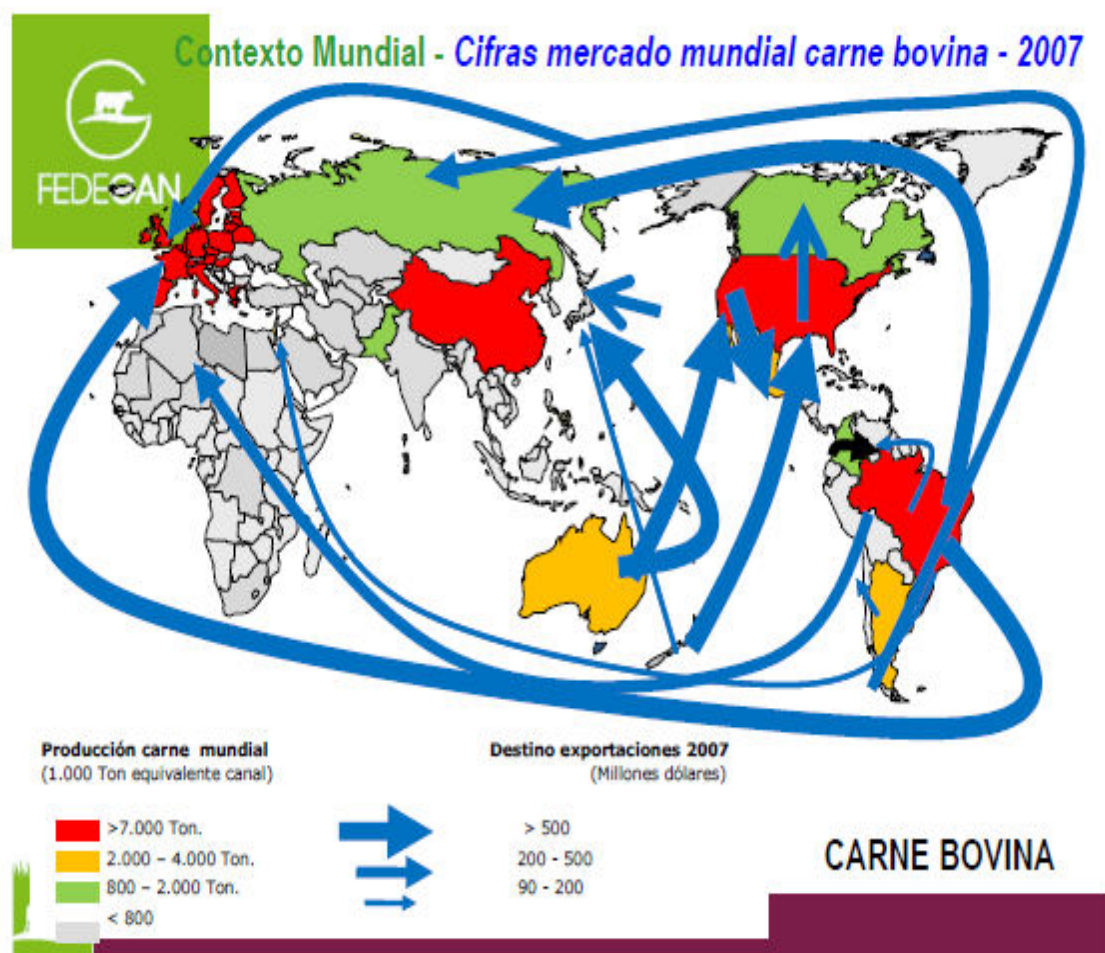 Contexto Mundial - Cifras mercado mundial carne bovina - 2007
FEDEGAN
Producción carne mundial
(1.000 Ton equivalente canal)
>7.000 Ton.
2.000 – 4.000 Ton.
800 – 2.000 Ton.
< 800
Destino exportaciones 2007
(Millones dólares)
> 500
200 - 500
90 - 200
CARNE BOVINA